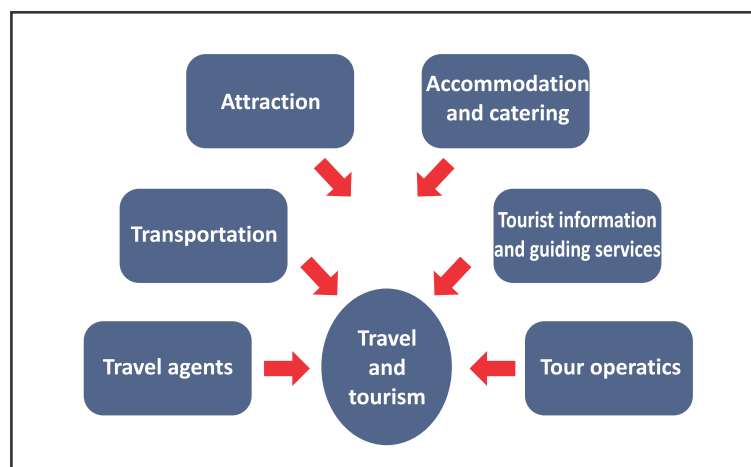 Attraction
Accommodation
and catering
Transportation
Tourist information
and guiding services
Travel agents
Travel
and
tourism
Tour operatics